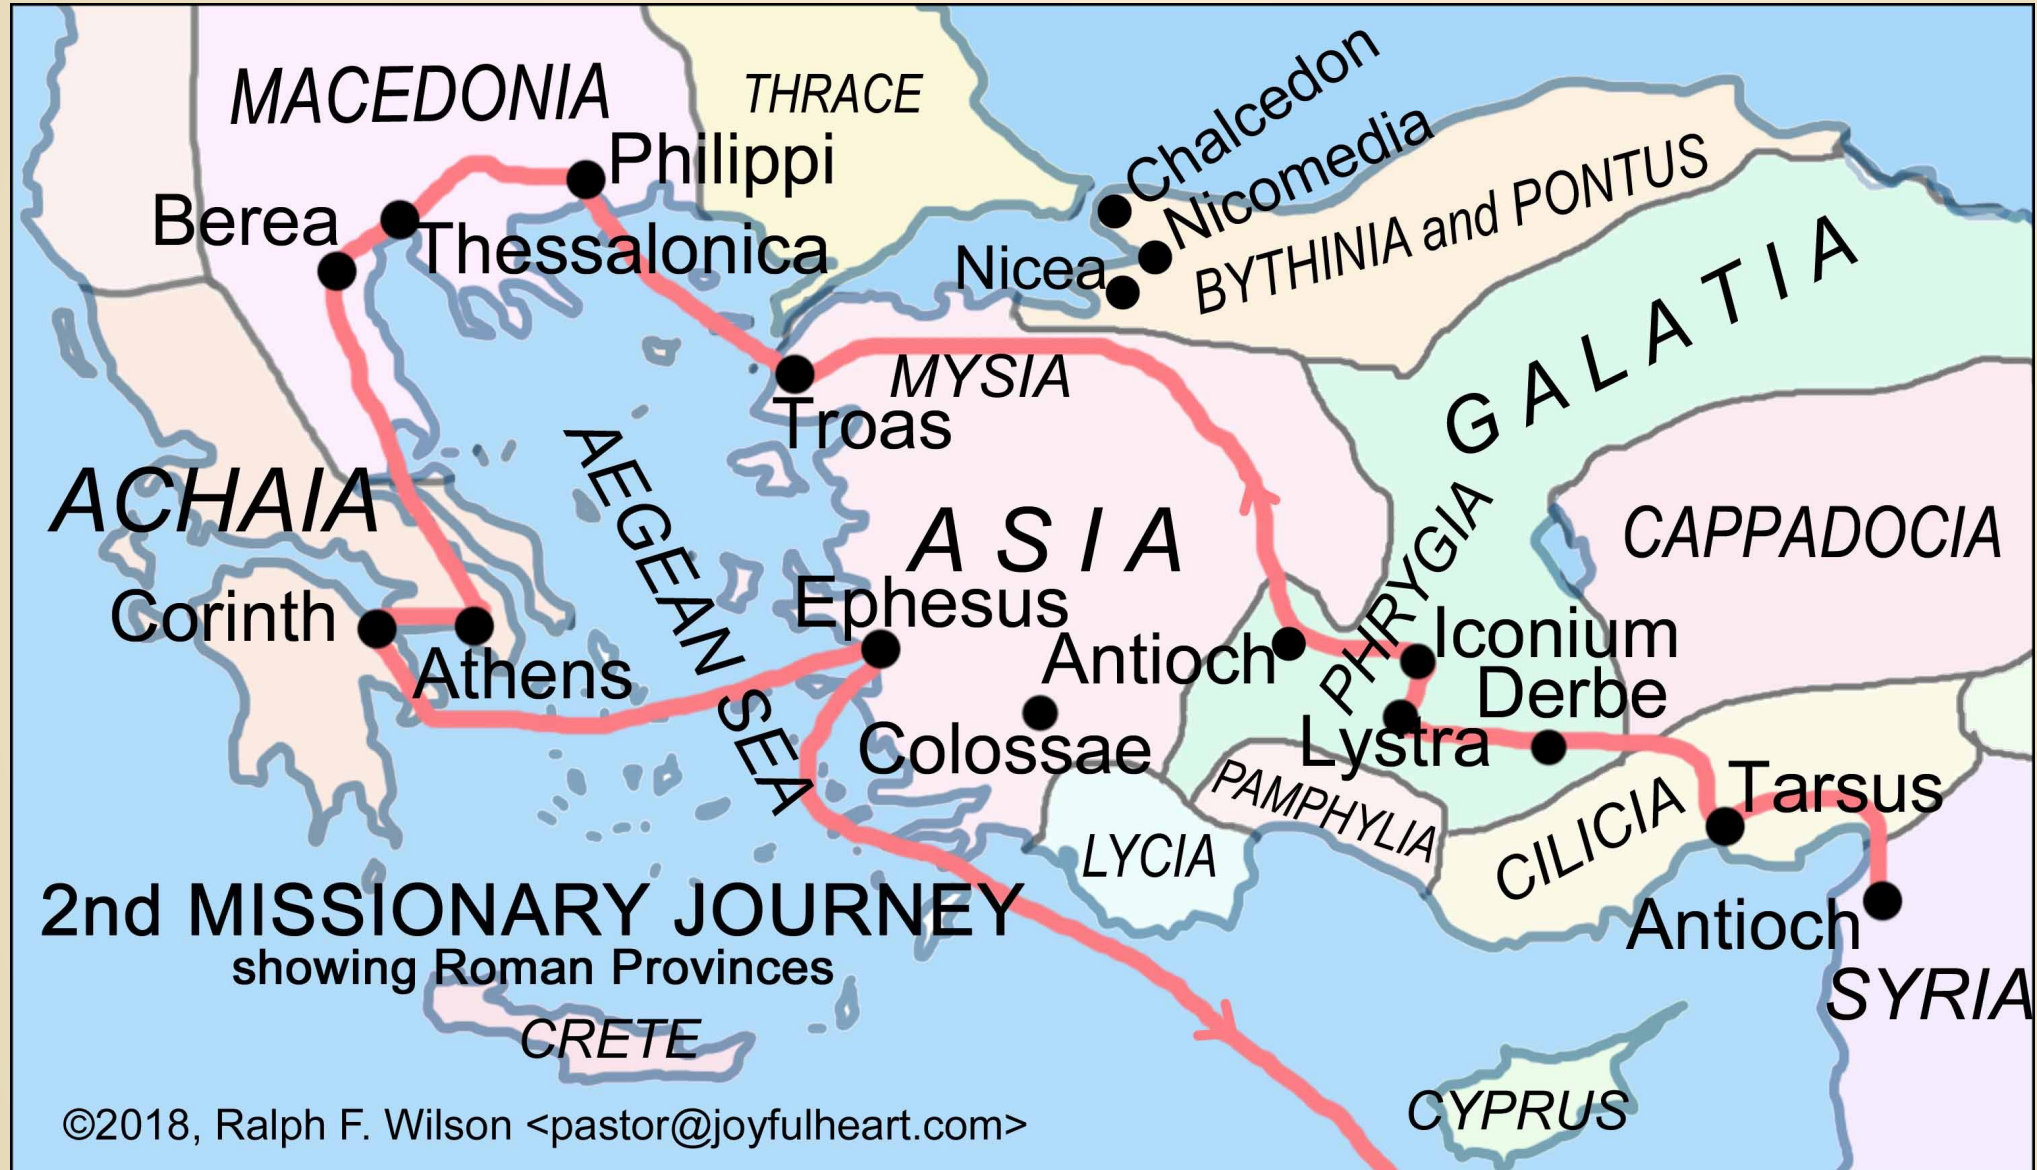 MACEDONIA
THRACE
Chalcedon
Nicomedia
Philippi
BYTHINIA and PONTUS
Berea
Thessalonica
Nicea
GALATIA
MYSIA
Troas
ACHAIA
AEGEAN SEA
ASIA
PHRYGIA
CAPPADOCIA
Corinth
Ephesus
Iconium
Athens
Antioch
Derbe
Colossae
Lystra
PAMPHYLIA
Tarsus
LYCIA
CILICIA
Antioch
2nd MISSIONARY JOURNEY
showing Roman Provinces
SYRIA
CRETE
CYPRUS
©2018, Ralph F. Wilson <pastor@joyfulheart.com>